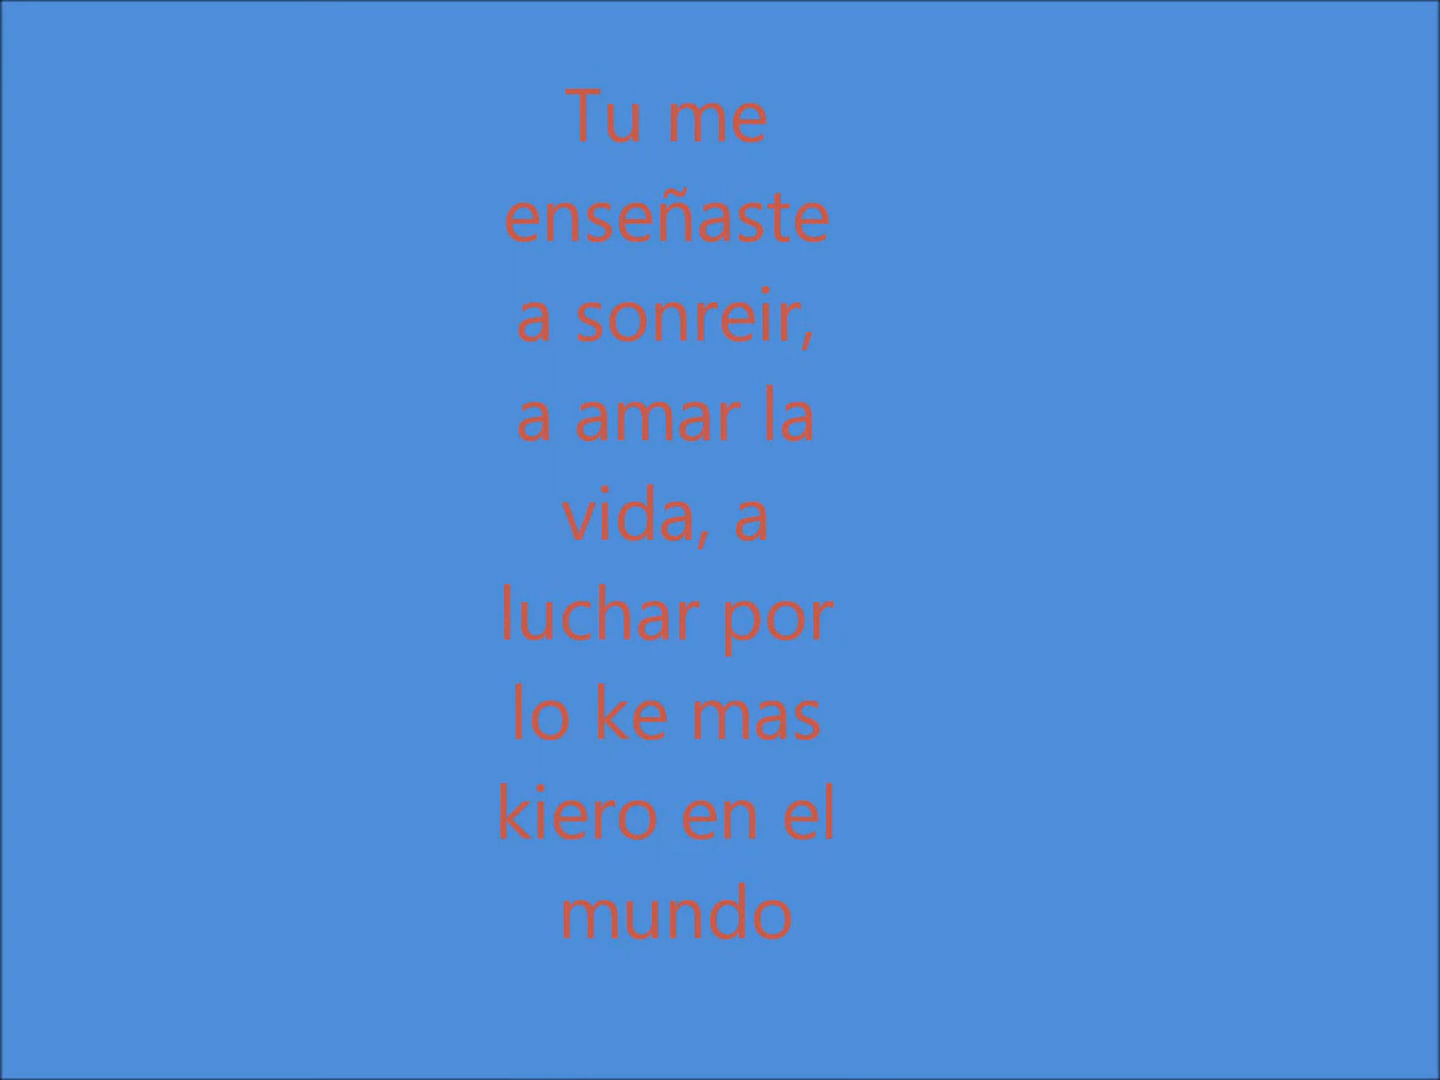 Tu me
enseñaste
a sonreir,
a amar la
vida, a
luchar por
lo ke mas
kiero en el
mundo